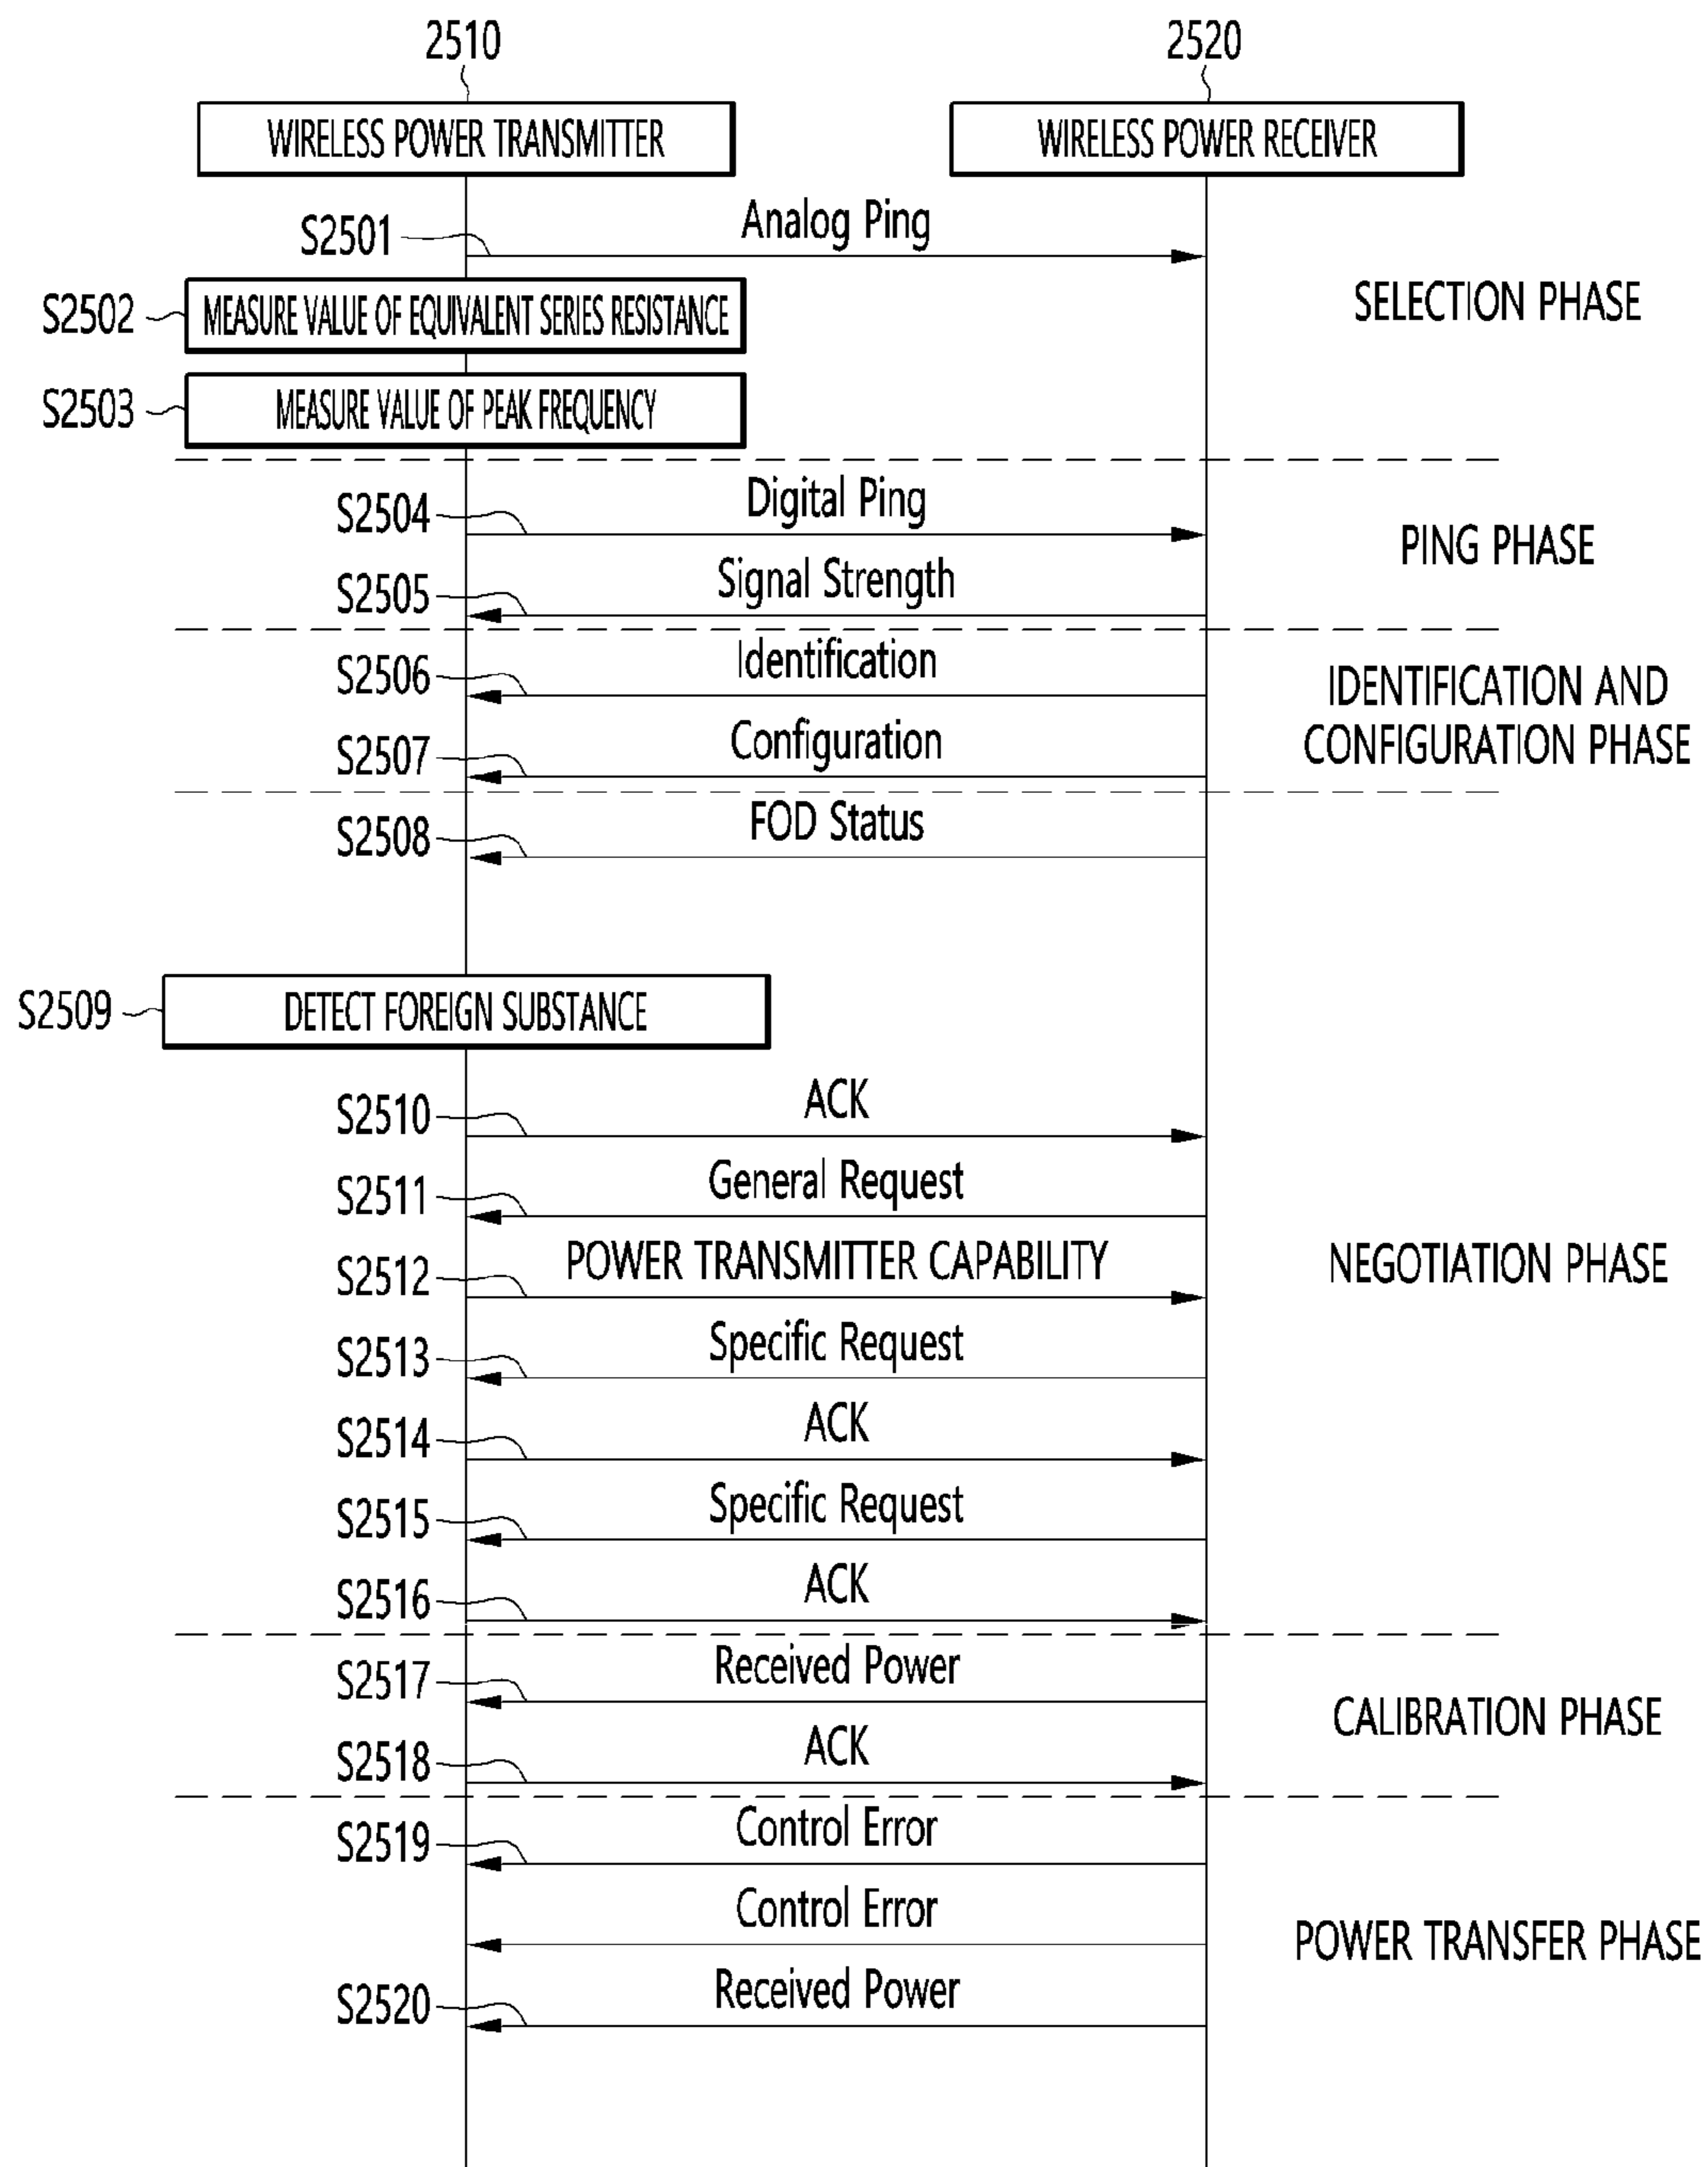 2510
2520
WIRELESS POWER TRANSMITTER
WIRELESS POWER RECEIVER
S2501
Analog Ping
SELECTION PHASE
S2502
MEASURE VALUE OF EQUIVALENT SERIES RESISTANCE
S2503
MEASURE VALUE OF PEAK FREQUENCY
S2504
Digital Ping
PING PHASE
S2505
Signal Strength
S2506
Identification
IDENTIFICATION AND
CONFIGURATION PHASE
S2507
Configuration
S2508
FOD Status
S2509
DETECT FOREIGN SUBSTANCE
S2510
ACK
S2511
General Request
S2512
POWER TRANSMITTER CAPABILITY
NEGOTIATION PHASE
S2513
Specific Request
S2514
ACK
S2515
Specific Request
S2516
ACK
S2517
Received Power
CALIBRATION PHASE
S2518
ACK
S2519
Control Error
Control Error
POWER TRANSFER PHASE
S2520
Received Power